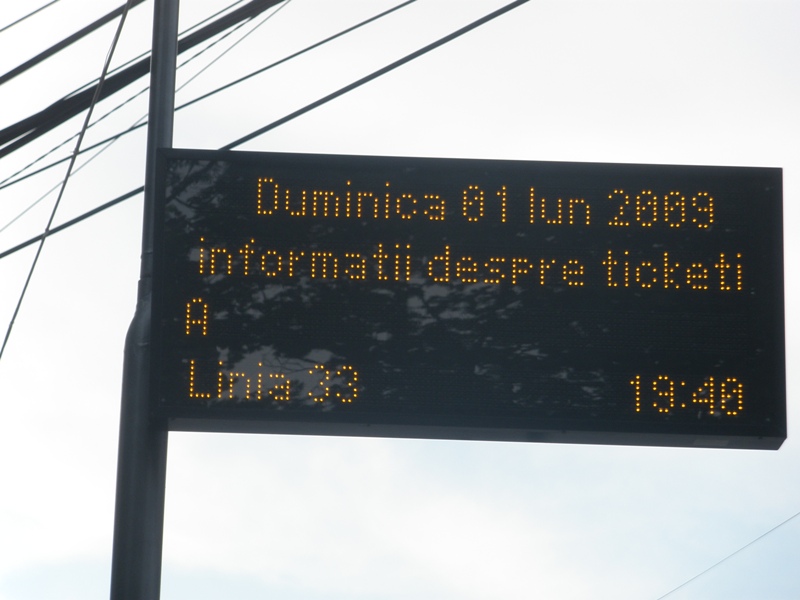 Duminica 01 Iun 2009
informatii despre ticketi
A
Linia 33
19:40